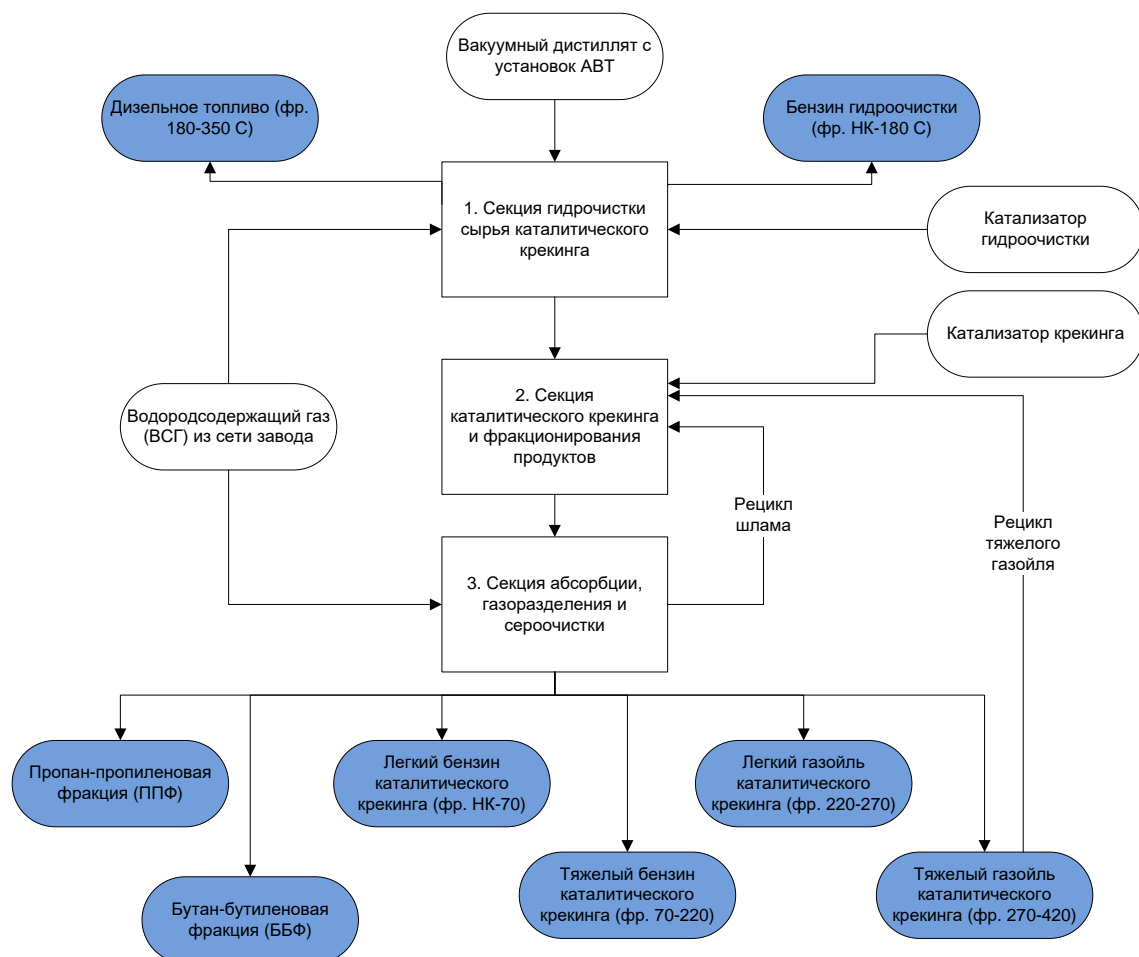 Вакуумный дистиллят с
установок АВТ
Дизельное топливо (фр.
180-350 С)
Бензин гидроочистки
(фр. НК-180 С)
1. Секция гидрочистки
сырья каталитического
крекинга
Катализатор
гидроочистки
Катализатор крекинга
2. Секция
каталитического крекинга
и фракционирования
продуктов
Водородсодержащий газ
(ВСГ) из сети завода
Рецикл
шлама
Рецикл
тяжелого
газойля
3. Секция абсорбции,
газоразделения и
сероочистки
Пропан-пропиленовая
фракция (ППФ)
Легкий бензин
каталитического
крекинга (фр. НК-70)
Легкий газойль
каталитического
крекинга (фр. 220-270)
Бутан-бутиленовая
фракция (ББФ)
Тяжелый бензин
каталитического
крекинга (фр. 70-220)
Тяжелый газойль
каталитического
крекинга (фр. 270-420)